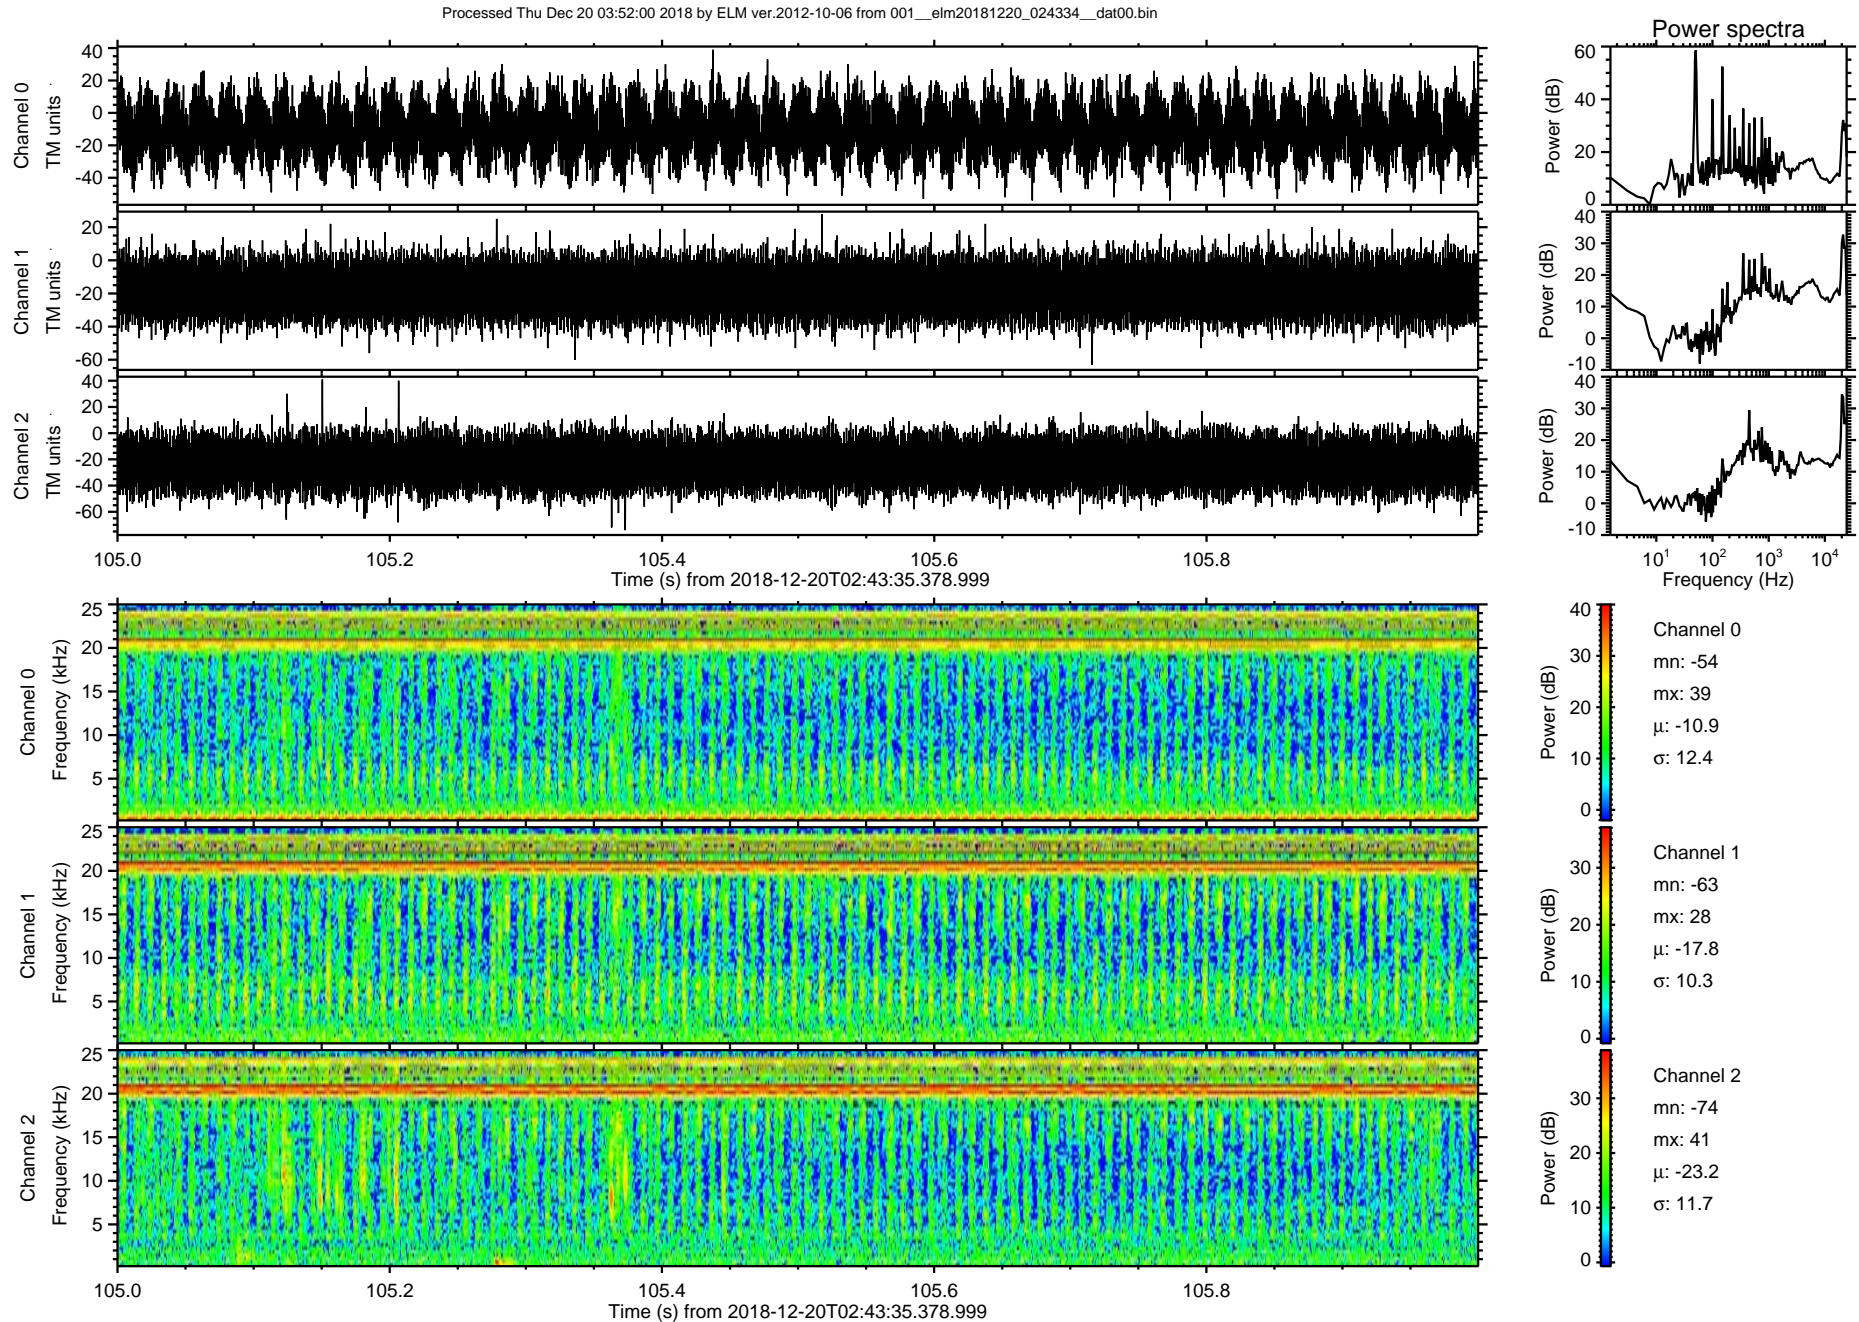 Processed Thu Dec 20 03:52:00 2018 by ELM ver.2012-10-06 from 001__elm20181220_024334__dat00.bin
Power spectra
Channel 0
TM units
40
20
0
-20
-40
Power (dB)
60
40
20
0
Channel 1
TM units
20
0
-20
-40
-60
Power (dB)
40
30
20
10
0
-10
Channel 2
TM units
40
20
0
-20
-40
-60
Power (dB)
40
30
20
10
0
-10
105.0 105.2 105.4 105.6 105.8
Time (s) from 2018-12-20T02:43:35.378.999
10^1 10^2 10^3 10^4
Frequency (Hz)
Channel 0
Frequency (kHz)
25
20
15
10
5
Power (dB)
40
30
20
10
0
Channel 0
mn: -54
mx: 39
μ: -10.9
σ: 12.4
Channel 1
Frequency (kHz)
25
20
15
10
5
Power (dB)
30
20
10
0
Channel 1
mn: -63
mx: 28
μ: -17.8
σ: 10.3
Channel 2
Frequency (kHz)
25
20
15
10
5
Power (dB)
30
20
10
0
Channel 2
mn: -74
mx: 41
μ: -23.2
σ: 11.7
105.0 105.2 105.4 105.6 105.8
Time (s) from 2018-12-20T02:43:35.378.999